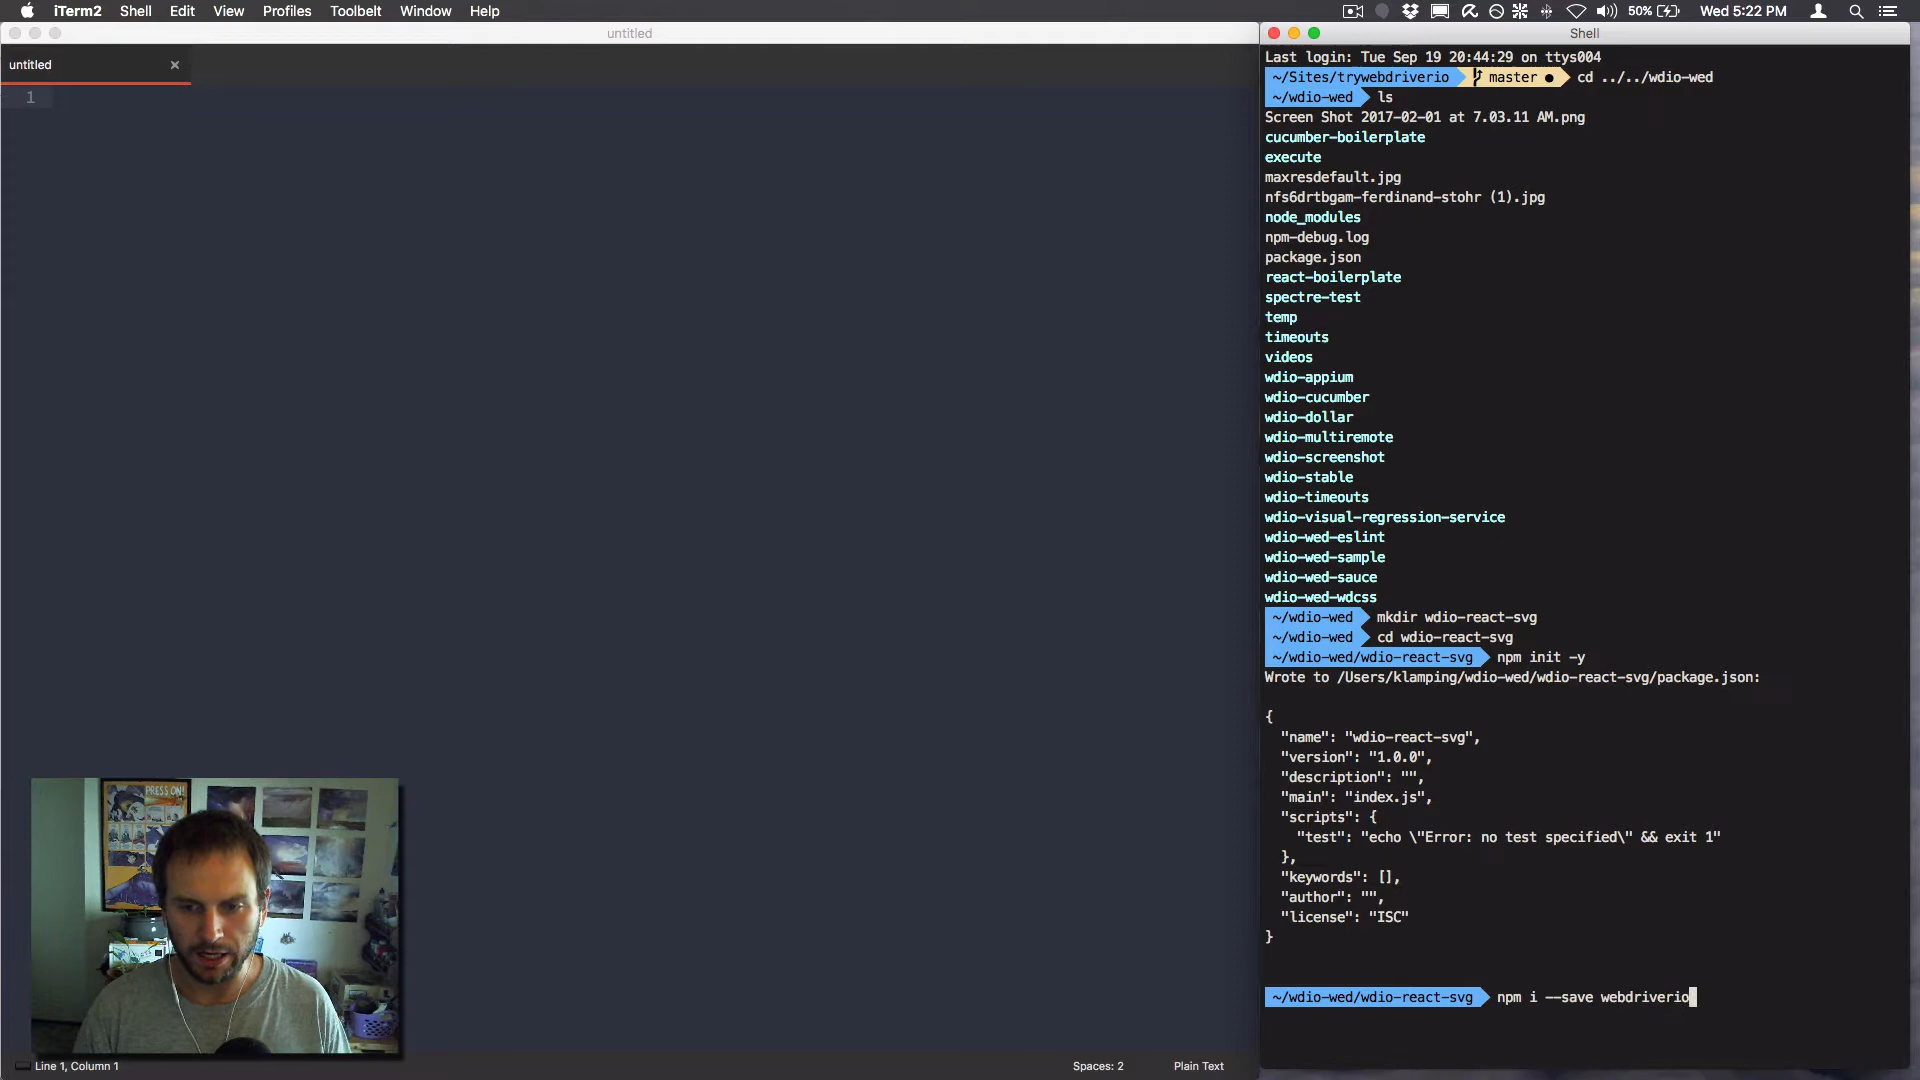 iTerm2 Shell Edit View Profiles Toolbelt Window Help 50% Wed 5:22 PM
untitled
Shell
untitled
1
Last login: Tue Sep 19 20:44:29 on ttys004
~/Sites/trywebdriverio master ● cd ../../wdio-wed
~/wdio-wed ls
Screen Shot 2017-02-01 at 7.03.11 AM.png
cucumber-boilerplate
execute
maxresdefault.jpg
nfs6drtbgam-ferdinand-stohr (1).jpg
node_modules
npm-debug.log
package.json
react-boilerplate
spectre-test
temp
timeouts
videos
wdio-appium
wdio-cucumber
wdio-dollar
wdio-multiremote
wdio-screenshot
wdio-stable
wdio-timeouts
wdio-visual-regression-service
wdio-wed-eslint
wdio-wed-sample
wdio-wed-sauce
wdio-wed-wdcss
~/wdio-wed mkdir wdio-react-svg
~/wdio-wed cd wdio-react-svg
~/wdio-wed/wdio-react-svg npm init -y
Wrote to /Users/klamping/wdio-wed/wdio-react-svg/package.json:
{
"name": "wdio-react-svg",
"version": "1.0.0",
"description": "",
"main": "index.js",
"scripts": {
"test": "echo \"Error: no test specified\" && exit 1"
},
"keywords": [],
"author": "",
"license": "ISC"
}
~/wdio-wed/wdio-react-svg npm i --save webdriverio
PRESS ON!
Line 1, Column 1
Spaces: 2
Plain Text